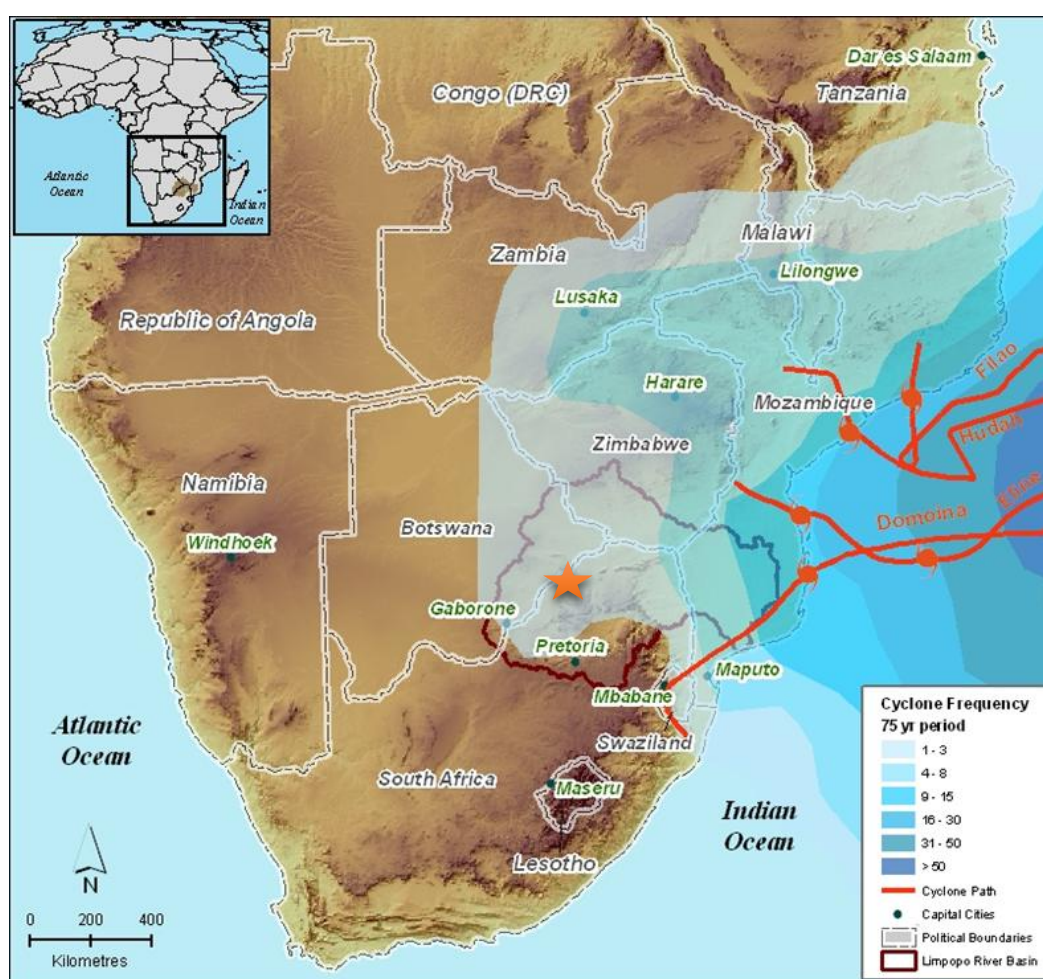 Atlantic
Ocean
Indian
Ocean
Congo (DRC)
Dar es Salaam
Tanzania
Zambia
Malawi
Lilongwe
Lusaka
Republic of Angola
Harare
Mozambique
Filao
Hudah
Zimbabwe
Namibia
Domoina
Botswana
Windhoek
Gaborone
Pretoria
Maputo
Mbabane
Swaziland
Atlantic
Ocean
South Africa
Maseru
Indian
Ocean
Lesotho
N
0 200 400
Kilometres
Cyclone Frequency
75 yr period
1 - 3
4 - 8
9 - 15
16 - 30
31 - 50
>50
Cyclone Path
Capital Cities
Political Boundaries
Limpopo River Basin